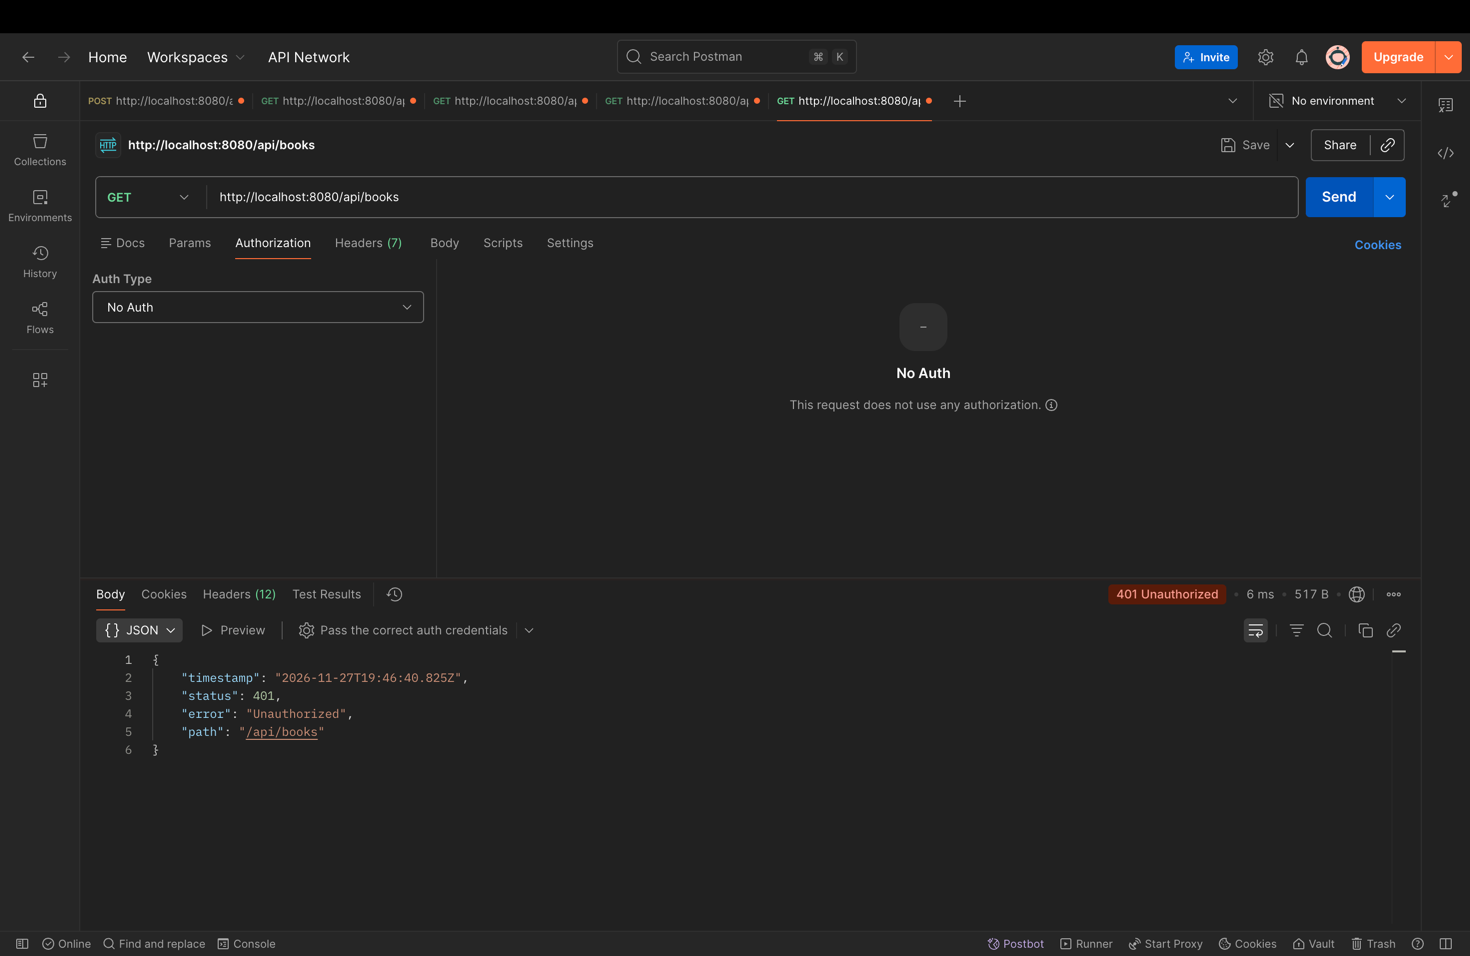 Home Workspaces API Network Search Postman ⌘ K Invite Upgrade
POST http://localhost:8080/a GET http://localhost:8080/ap GET http://localhost:8080/ap GET http://localhost:8080/ap GET http://localhost:8080/ap No environment
HTTP http://localhost:8080/api/books Save Share
Collections
GET http://localhost:8080/api/books Send
Environments
Docs Params Authorization Headers (7) Body Scripts Settings Cookies
History
Auth Type
No Auth
Flows
No Auth
This request does not use any authorization.
Body Cookies Headers (12) Test Results 401 Unauthorized 6 ms 517 B
{ } JSON Preview Pass the correct auth credentials
1 {
2 "timestamp": "2026-11-27T19:46:40.825Z",
3 "status": 401,
4 "error": "Unauthorized",
5 "path": "/api/books"
6 }
Online Find and replace Console Postbot Runner Start Proxy Cookies Vault Trash